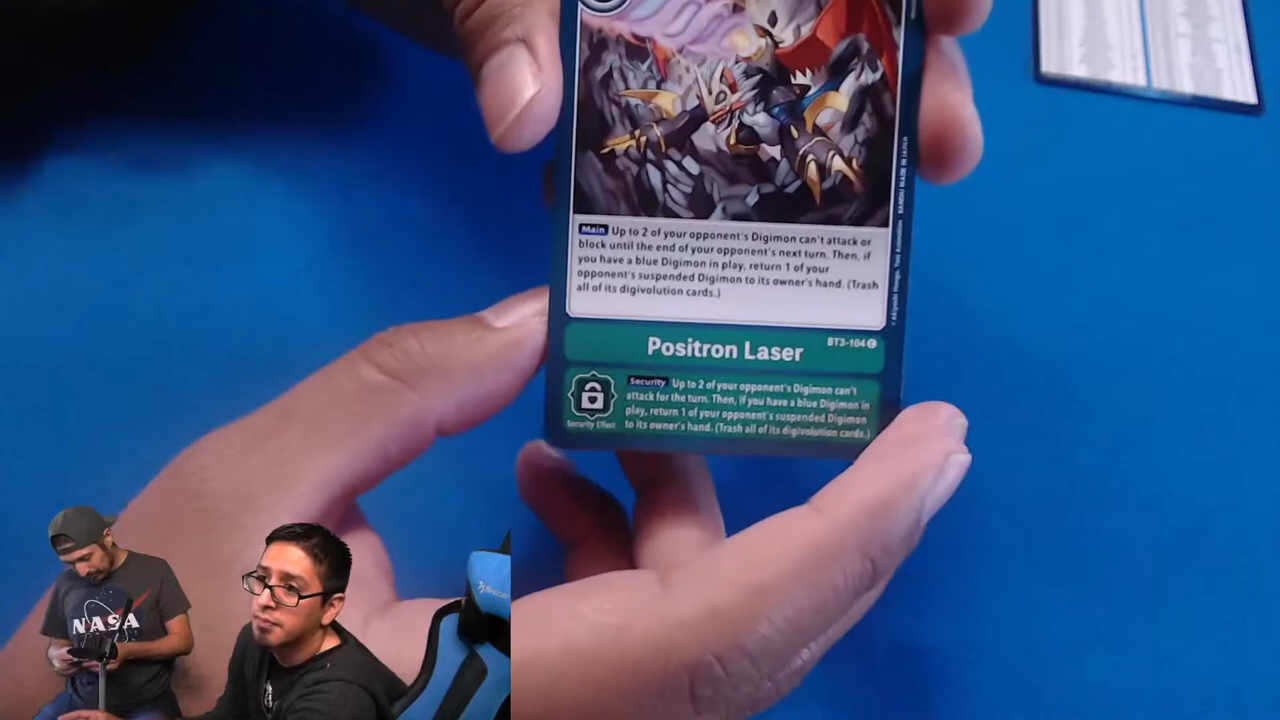 Main Up to 2 of your opponent's Digimon can't attack or
block until the end of your opponent's next turn. Then, if
you have a blue Digimon in play, return 1 of your
opponent's suspended Digimon to its owner's hand. (Trash
all of its digivolution cards.)
Positron Laser
BT3-104 C
Security Up to 2 of your opponent's Digimon can't
attack for the turn. Then, if you have a blue Digimon in
play, return 1 of your opponent's suspended Digimon
to its owner's hand. (Trash all of its digivolution cards.)
Security Effect
BANDAI MADE IN JAPAN
NASA